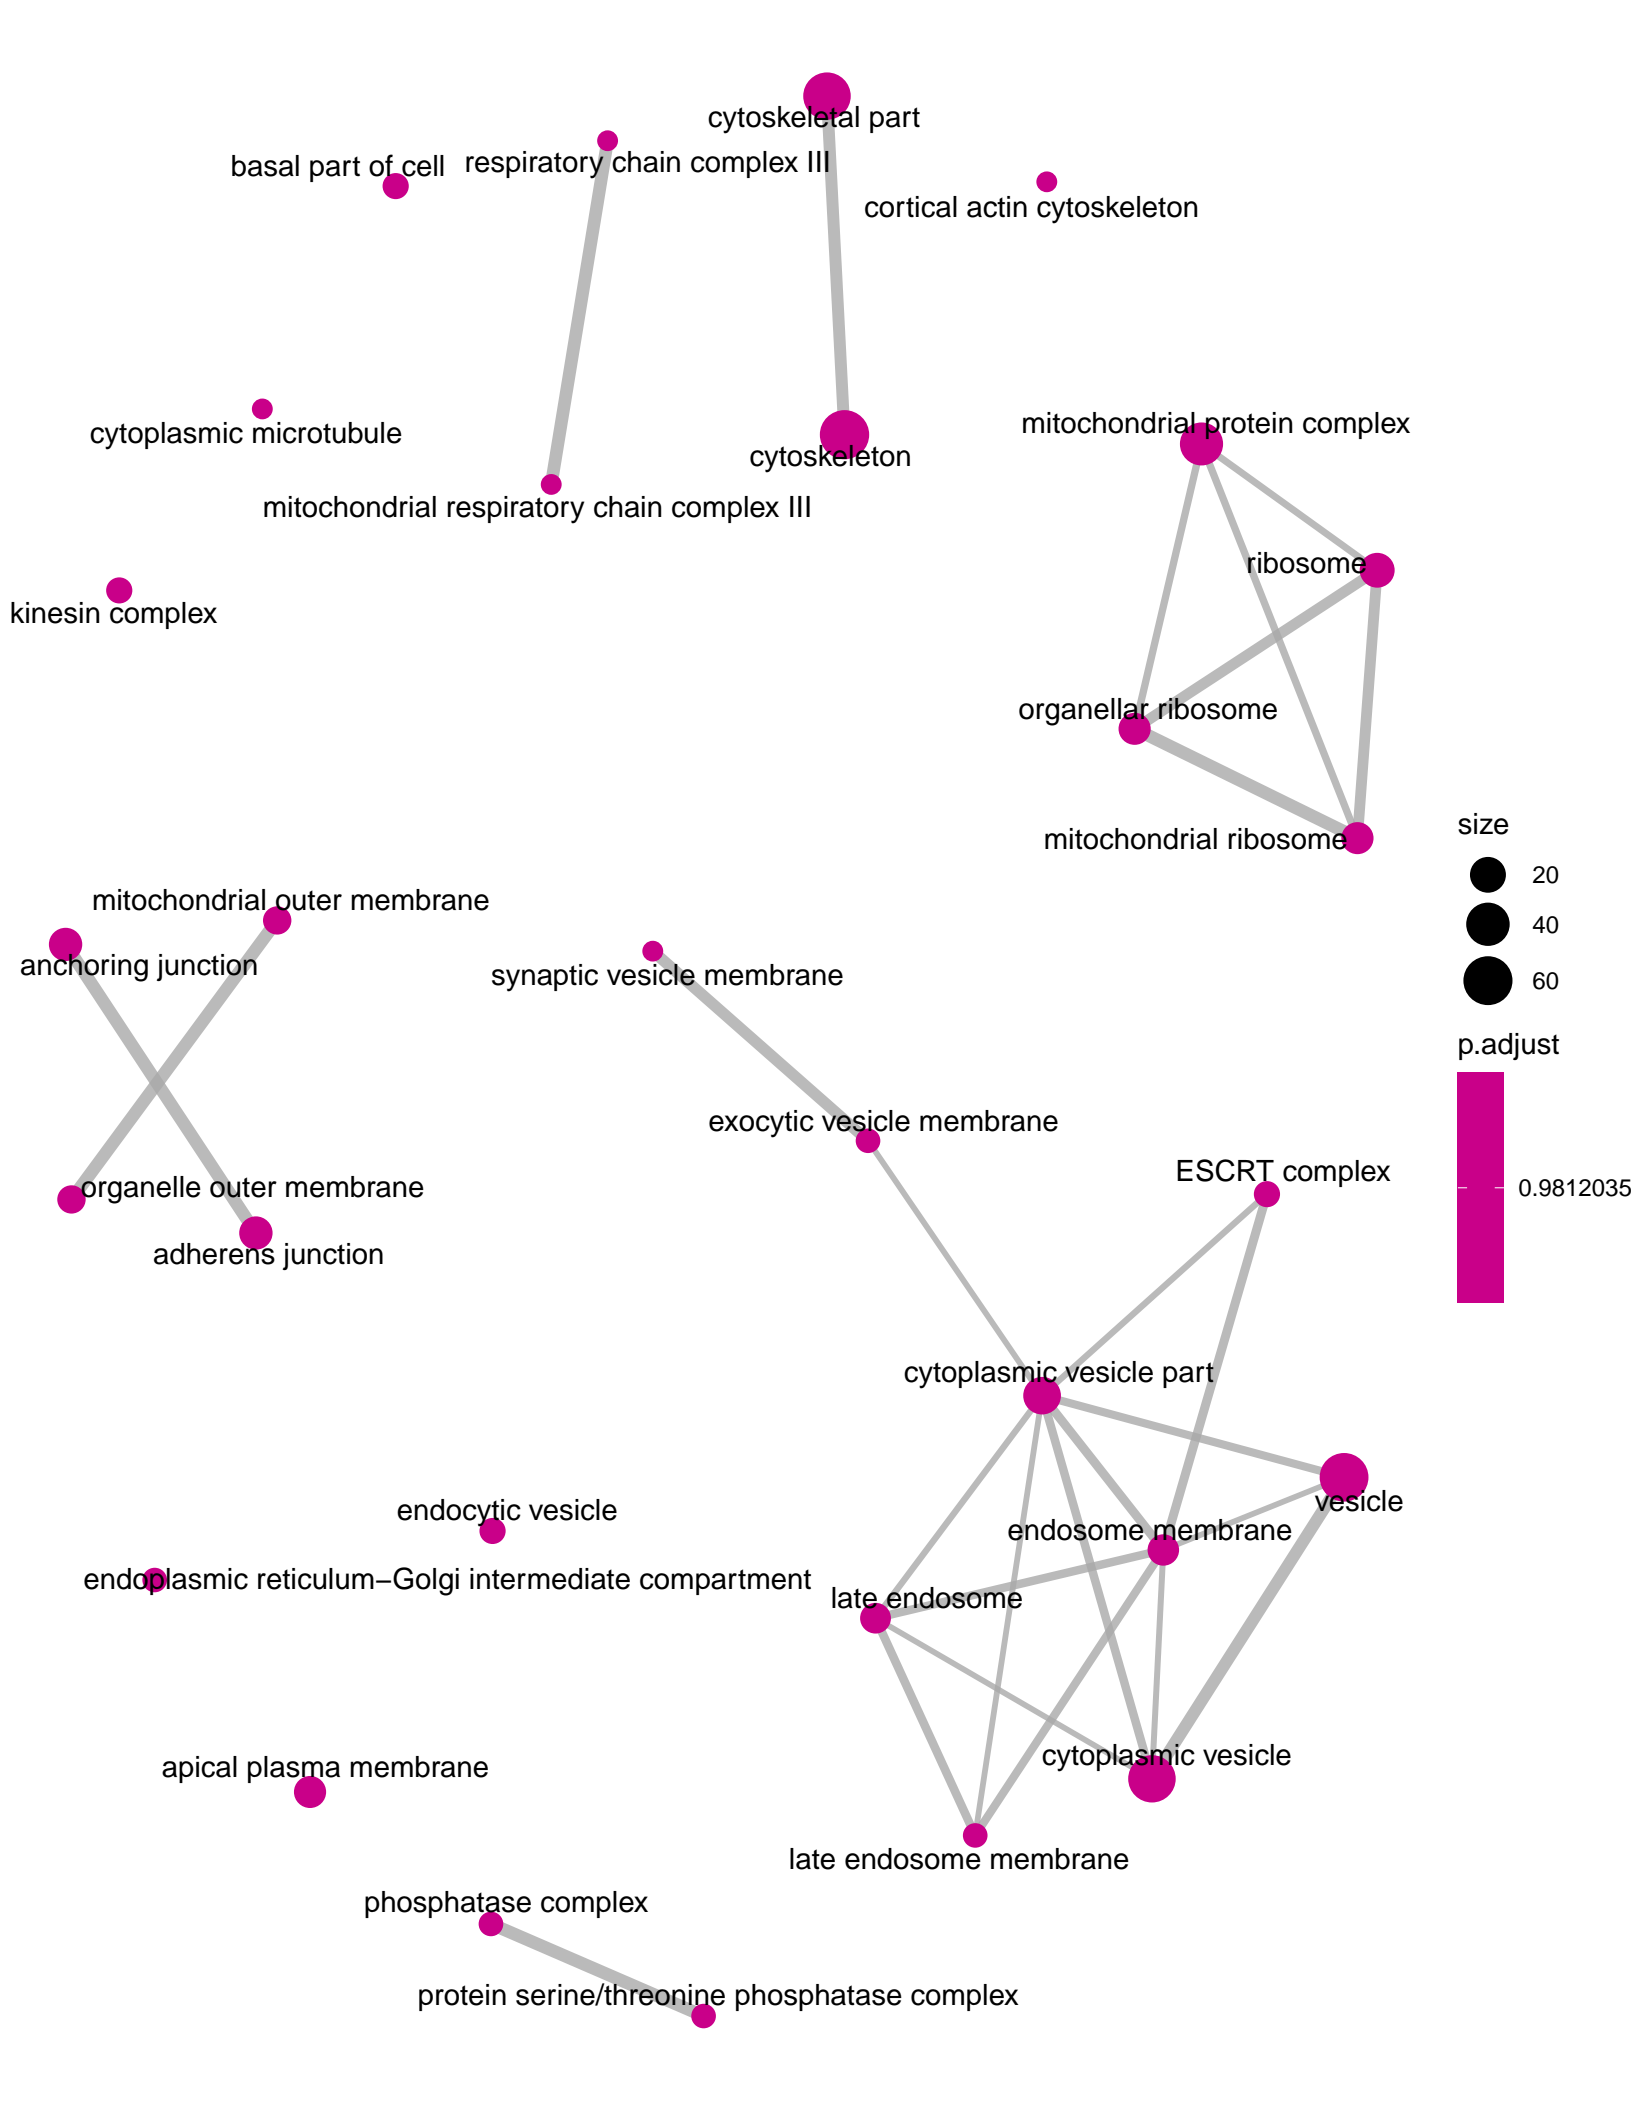 cytoskeletal part
basal part of cell
respiratory chain complex III
cortical actin cytoskeleton
cytoplasmic microtubule
mitochondrial protein complex
cytoskeleton
mitochondrial respiratory chain complex III
ribosome
kinesin complex
organellar ribosome
mitochondrial ribosome
size
20
40
60
p.adjust
0.9812035
mitochondrial outer membrane
anchoring junction
synaptic vesicle membrane
exocytic vesicle membrane
ESCRT complex
organelle outer membrane
adherens junction
cytoplasmic vesicle part
vesicle
endocytic vesicle
endosome membrane
endoplasmic reticulum−Golgi intermediate compartment
late endosome
cytoplasmic vesicle
apical plasma membrane
late endosome membrane
phosphatase complex
protein serine/threonine phosphatase complex